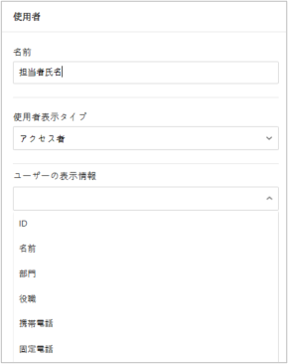 使用者
名前
担当者氏名
使用者表示タイプ
アクセス者
ユーザーの表示情報
ID
名前
部門
役職
携帯電話
固定電話